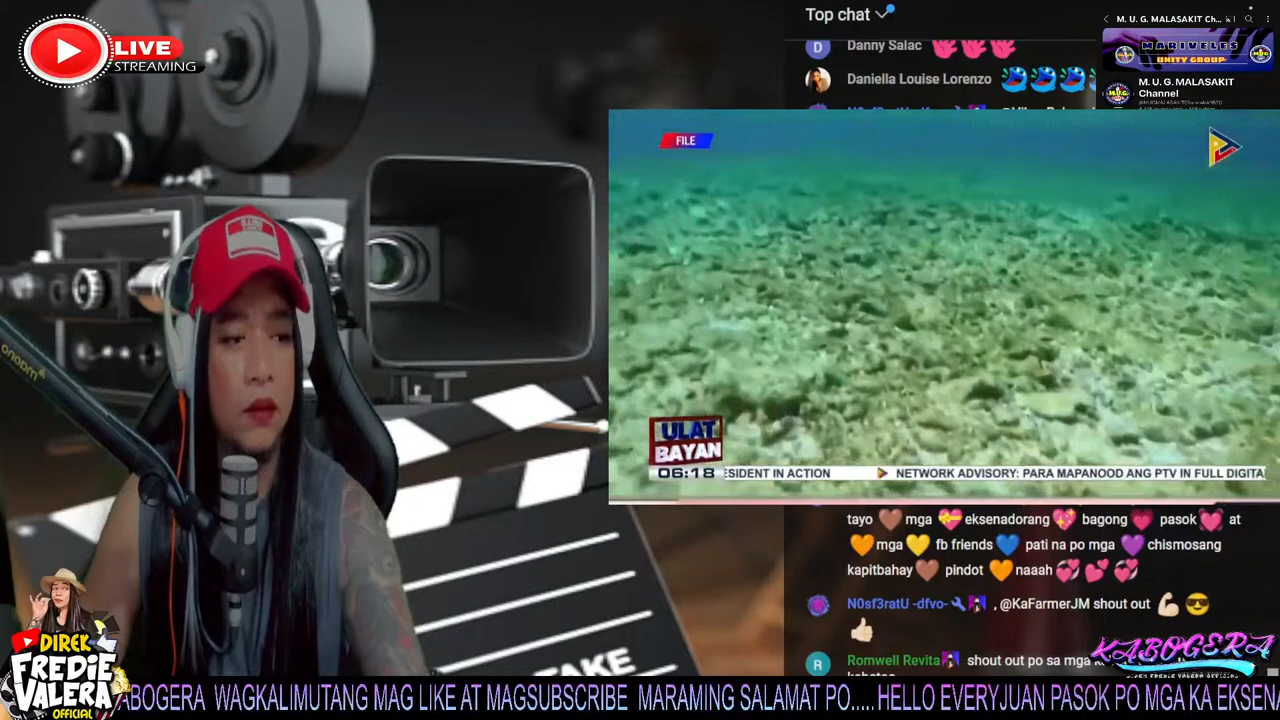 LIVE
STREAMING
Top chat
Danny Salac
Daniella Louise Lorenzo
M. U. G. MALASAKIT Ch...
MARIVELES
UNITY GROUP
M. U. G. MALASAKIT
Channel
FILE
ULAT
BAYAN
06:18
ESIDENT IN ACTION
NETWORK ADVISORY: PARA MAPANOOD ANG PTV IN FULL DIGITA
tayo 🤎 mga 💝 eksenadorang 💖 bagong ❤️ pasok 💓 at
🧡 mga 💛 fb friends 💙 pati na po mga 💜 chismosang
kapitbahay 🤎 pindot 🧡 naaah 💞 💕 💞
N0sf3ratU -dfvo- , @KaFarmerJM shout out 💪🏻 😎
👍🏻
Romwell Revita shout out po sa mga
KABOGERA
DIREK
FREDIE
VALERA
OFFICIAL
TAKE
maono
ABOGERA WAGKALIMUTANG MAG LIKE AT MAGSUBSCRIBE MARAMING SALAMAT PO.....HELLO EVERYJUAN PASOK PO MGA KA EKSEN